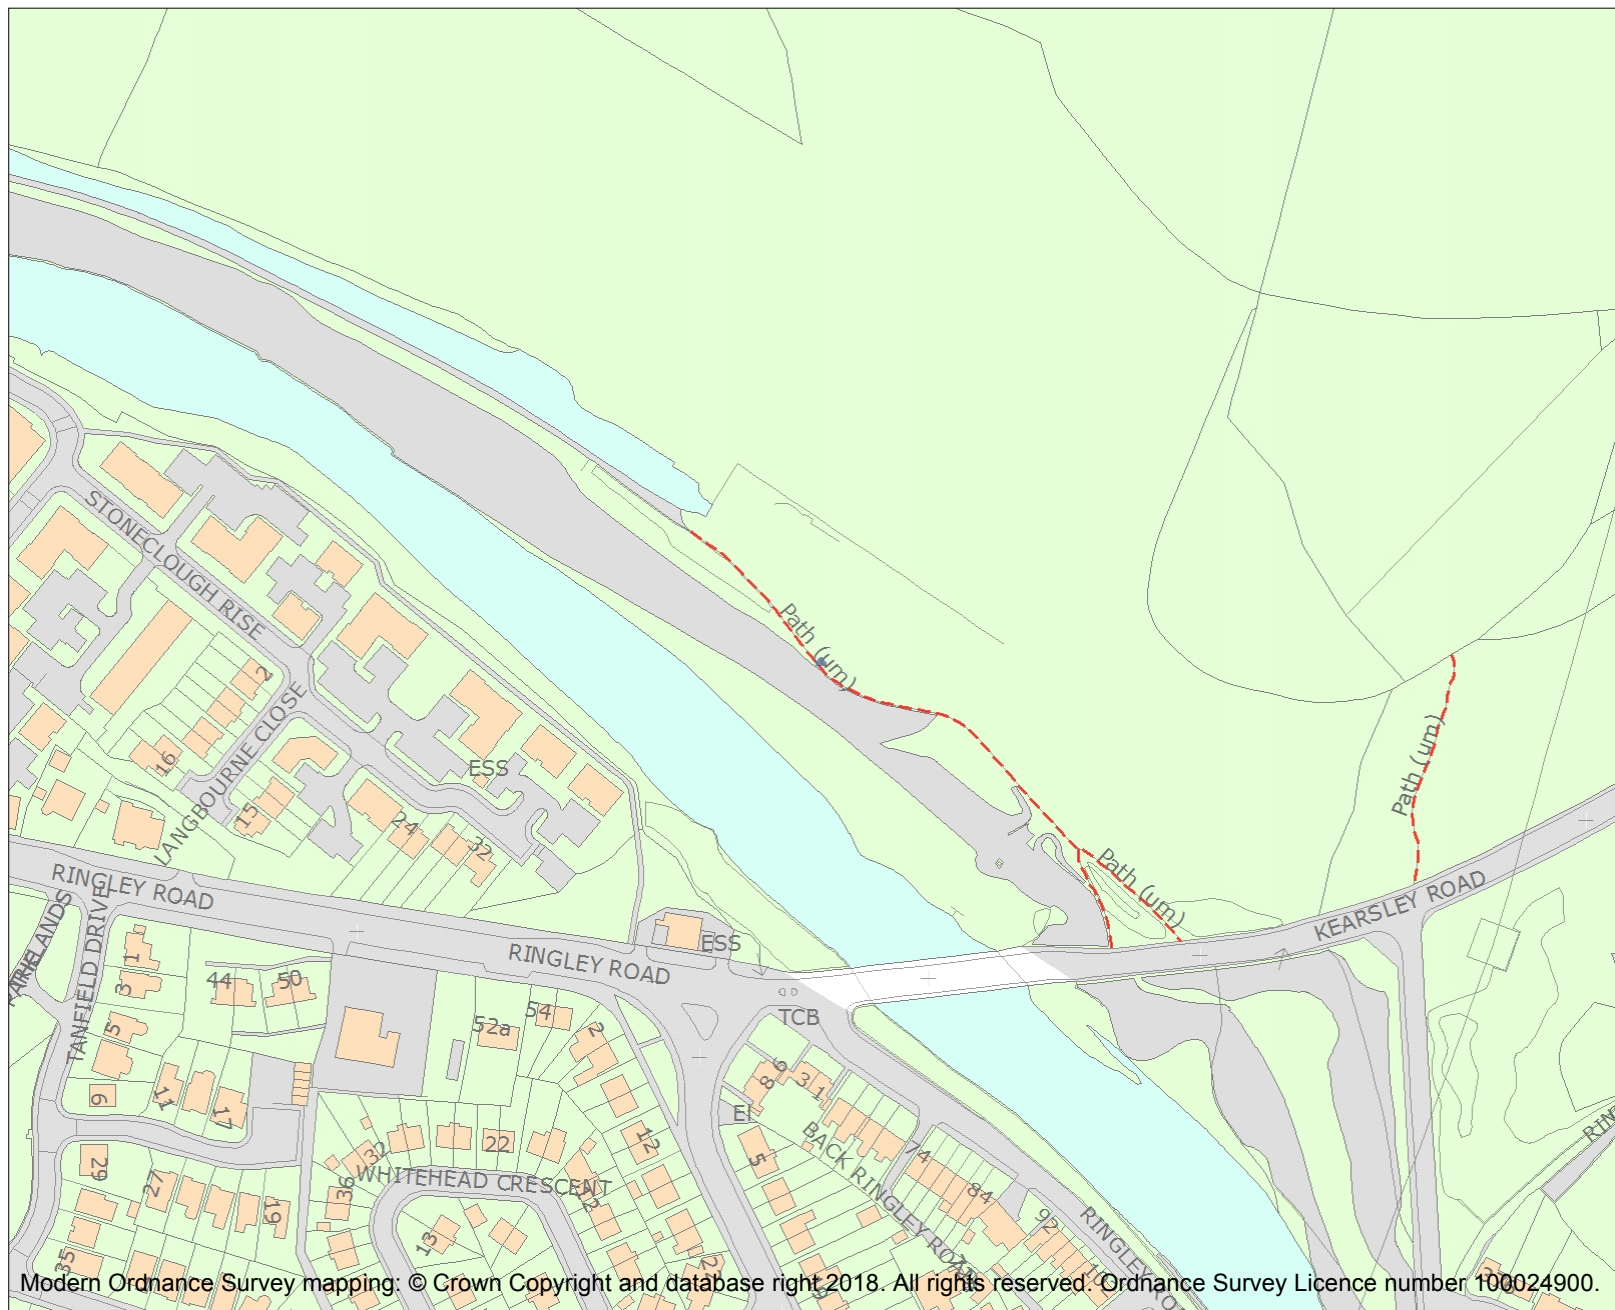 Path (um)
STONECLOUGH RISE
2
LANGBOURNE CLOSE
16
15
ESS
24
32
Path (um)
Path (um)
KEARSLEY ROAD
RINGLEY ROAD
RINGLEY ROAD
ESS
TANFIELD DRIVE
1
3
5
44
50
52a
54
2
TCB
6
8
3
1
9
11
17
EI
12
5
BACK RINGLEY ROAD
74
84
92
RINGLEY RO
29
27
19
35
32
22
36
WHITEHEAD CRESCENT
13
Modern Ordnance Survey mapping: © Crown Copyright and database right 2018. All rights reserved. Ordnance Survey Licence number 100024900.